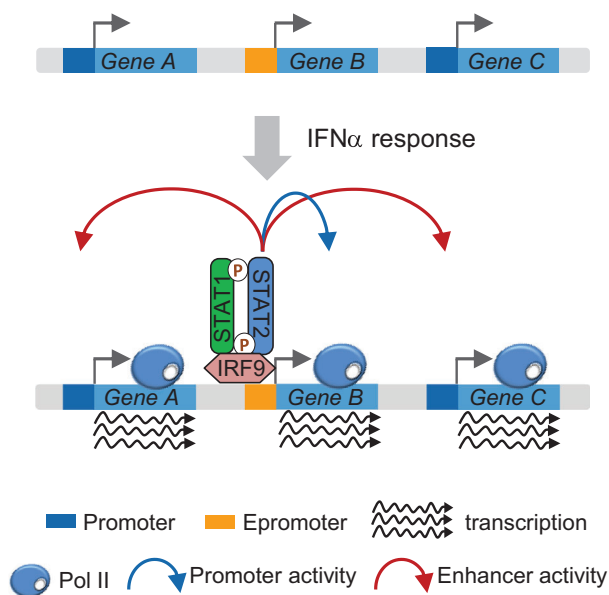 Gene A Gene B Gene C
IFNα response
P
STAT1 STAT2
P
IRF9
Gene A Gene B Gene C
Promoter Epromoter transcription
Pol II Promoter activity Enhancer activity